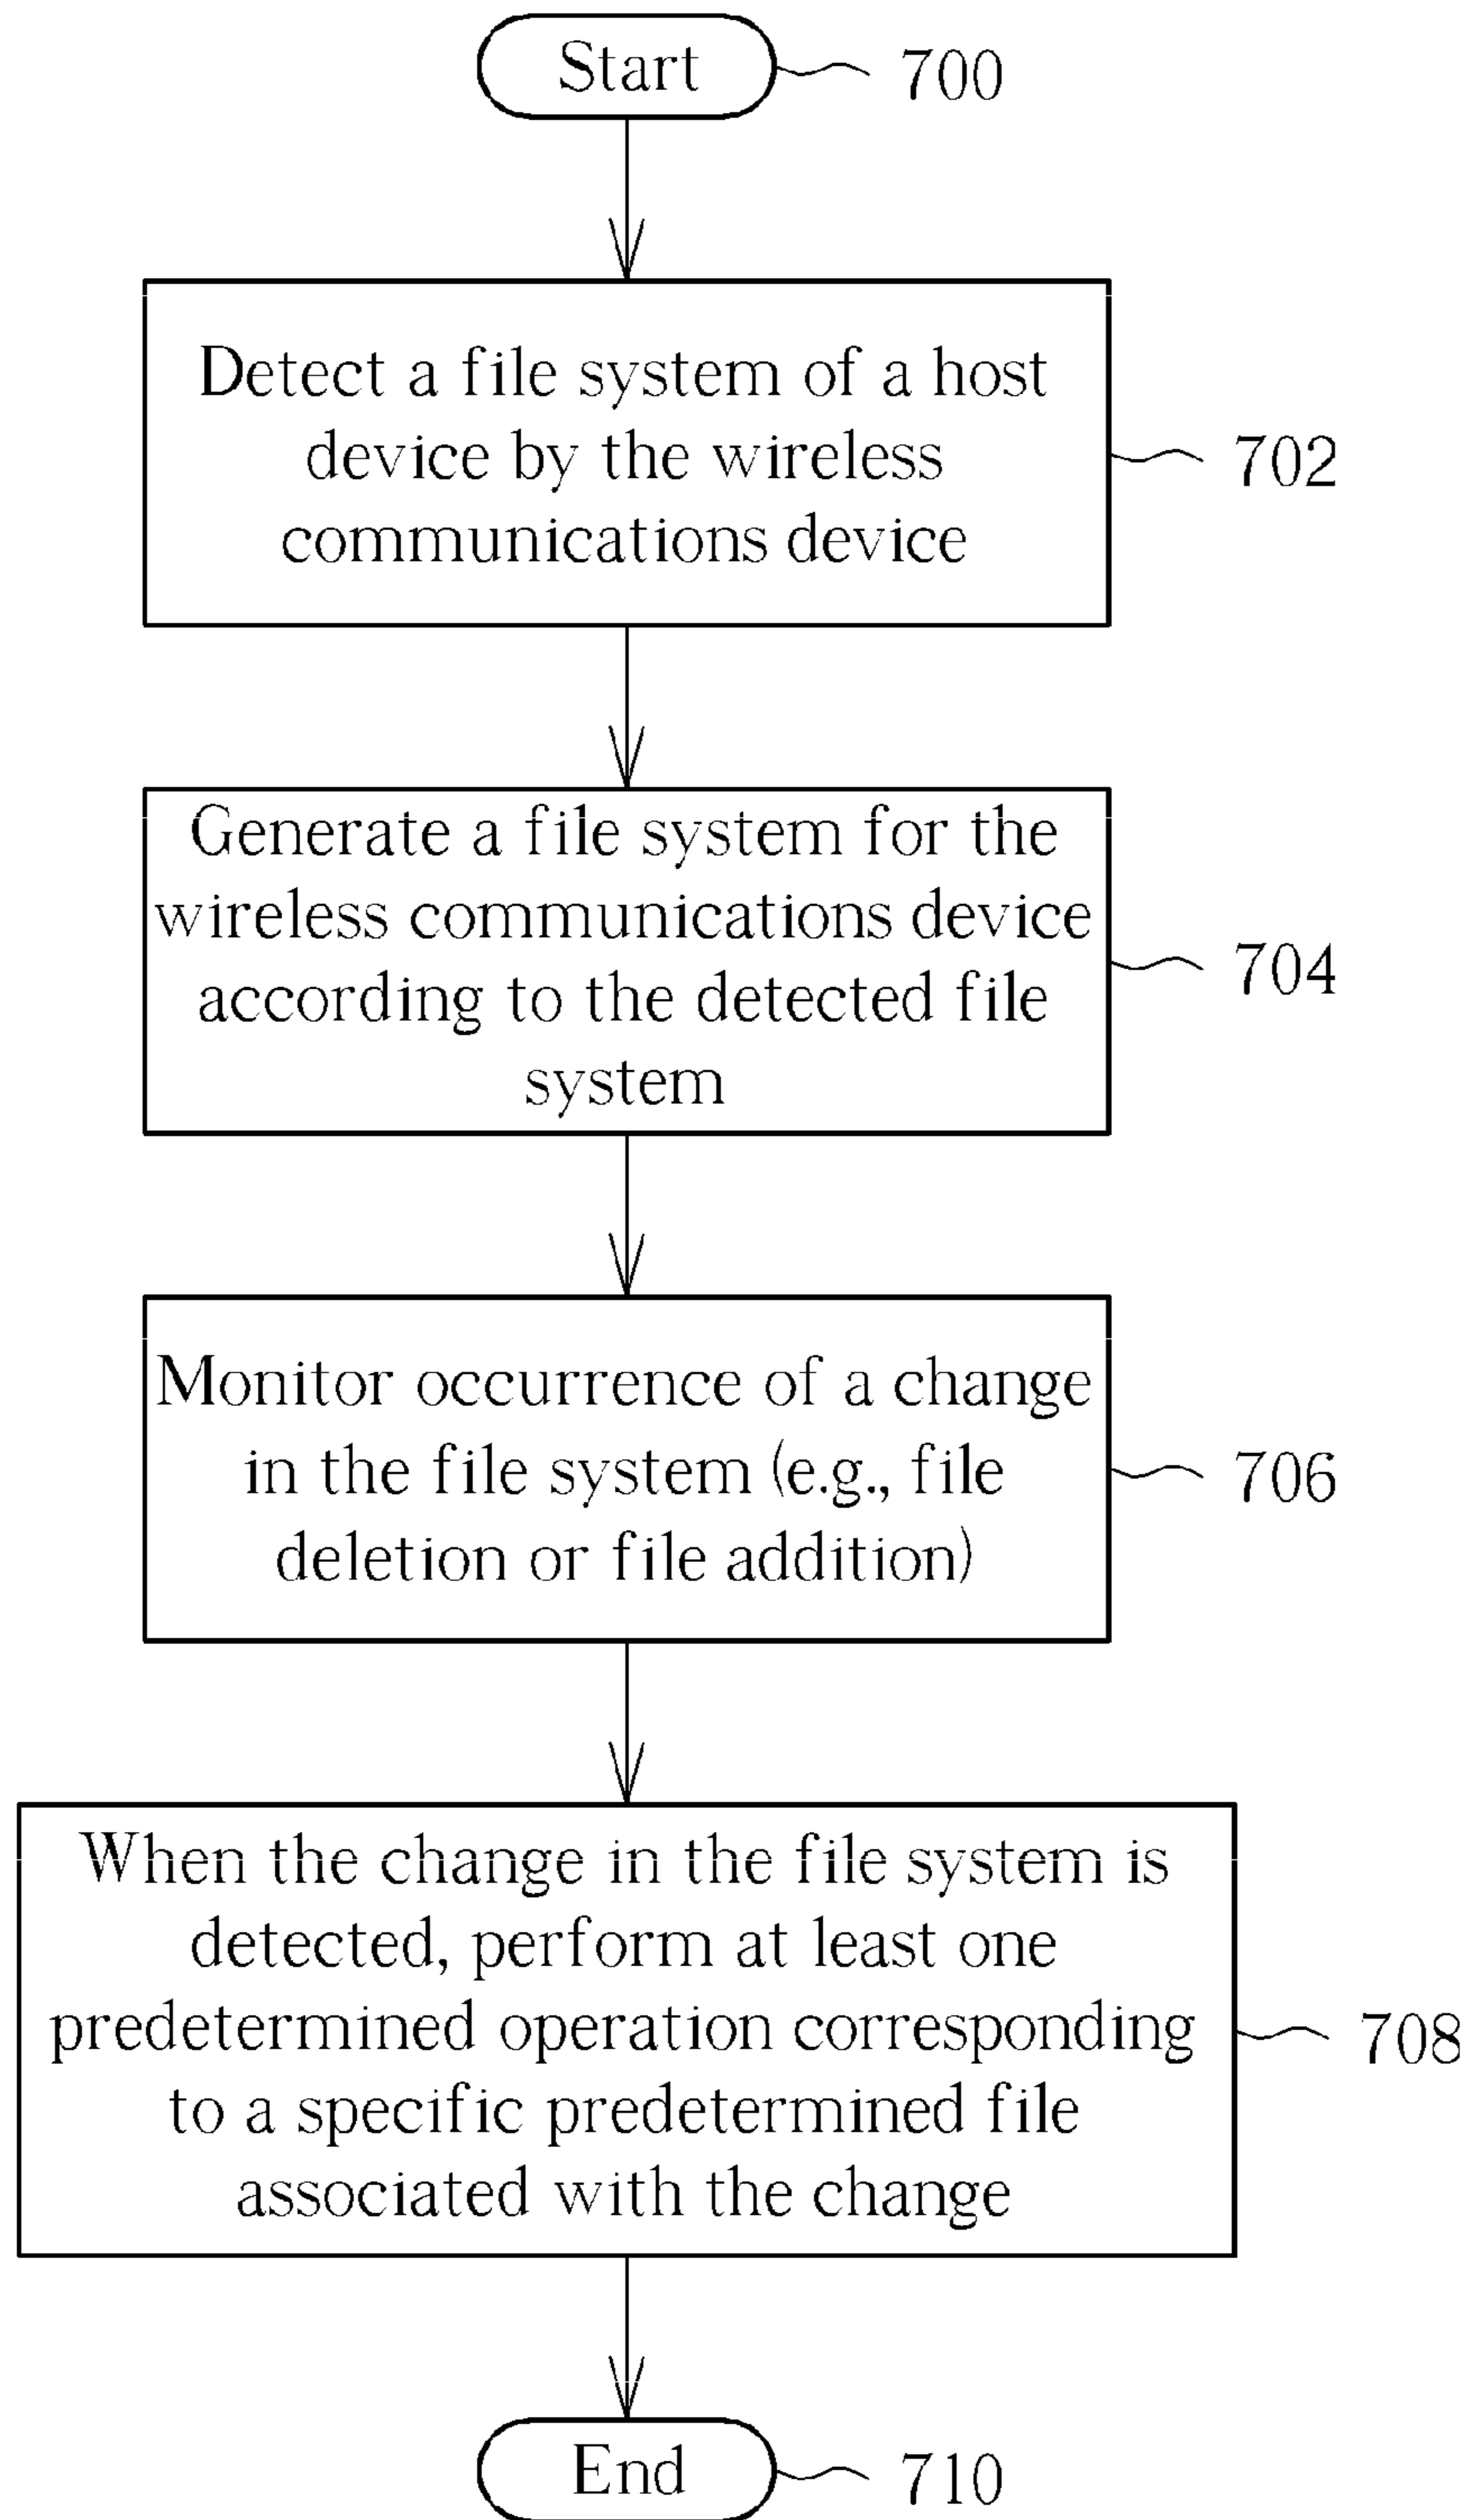 Start
700
Detect a file system of a host
device by the wireless
communications device
702
Generate a file system for the
wireless communications device
according to the detected file
system
704
Monitor occurrence of a change
in the file system (e.g., file
deletion or file addition)
706
When the change in the file system is
detected, perform at least one
predetermined operation corresponding
to a specific predetermined file
associated with the change
708
End
710